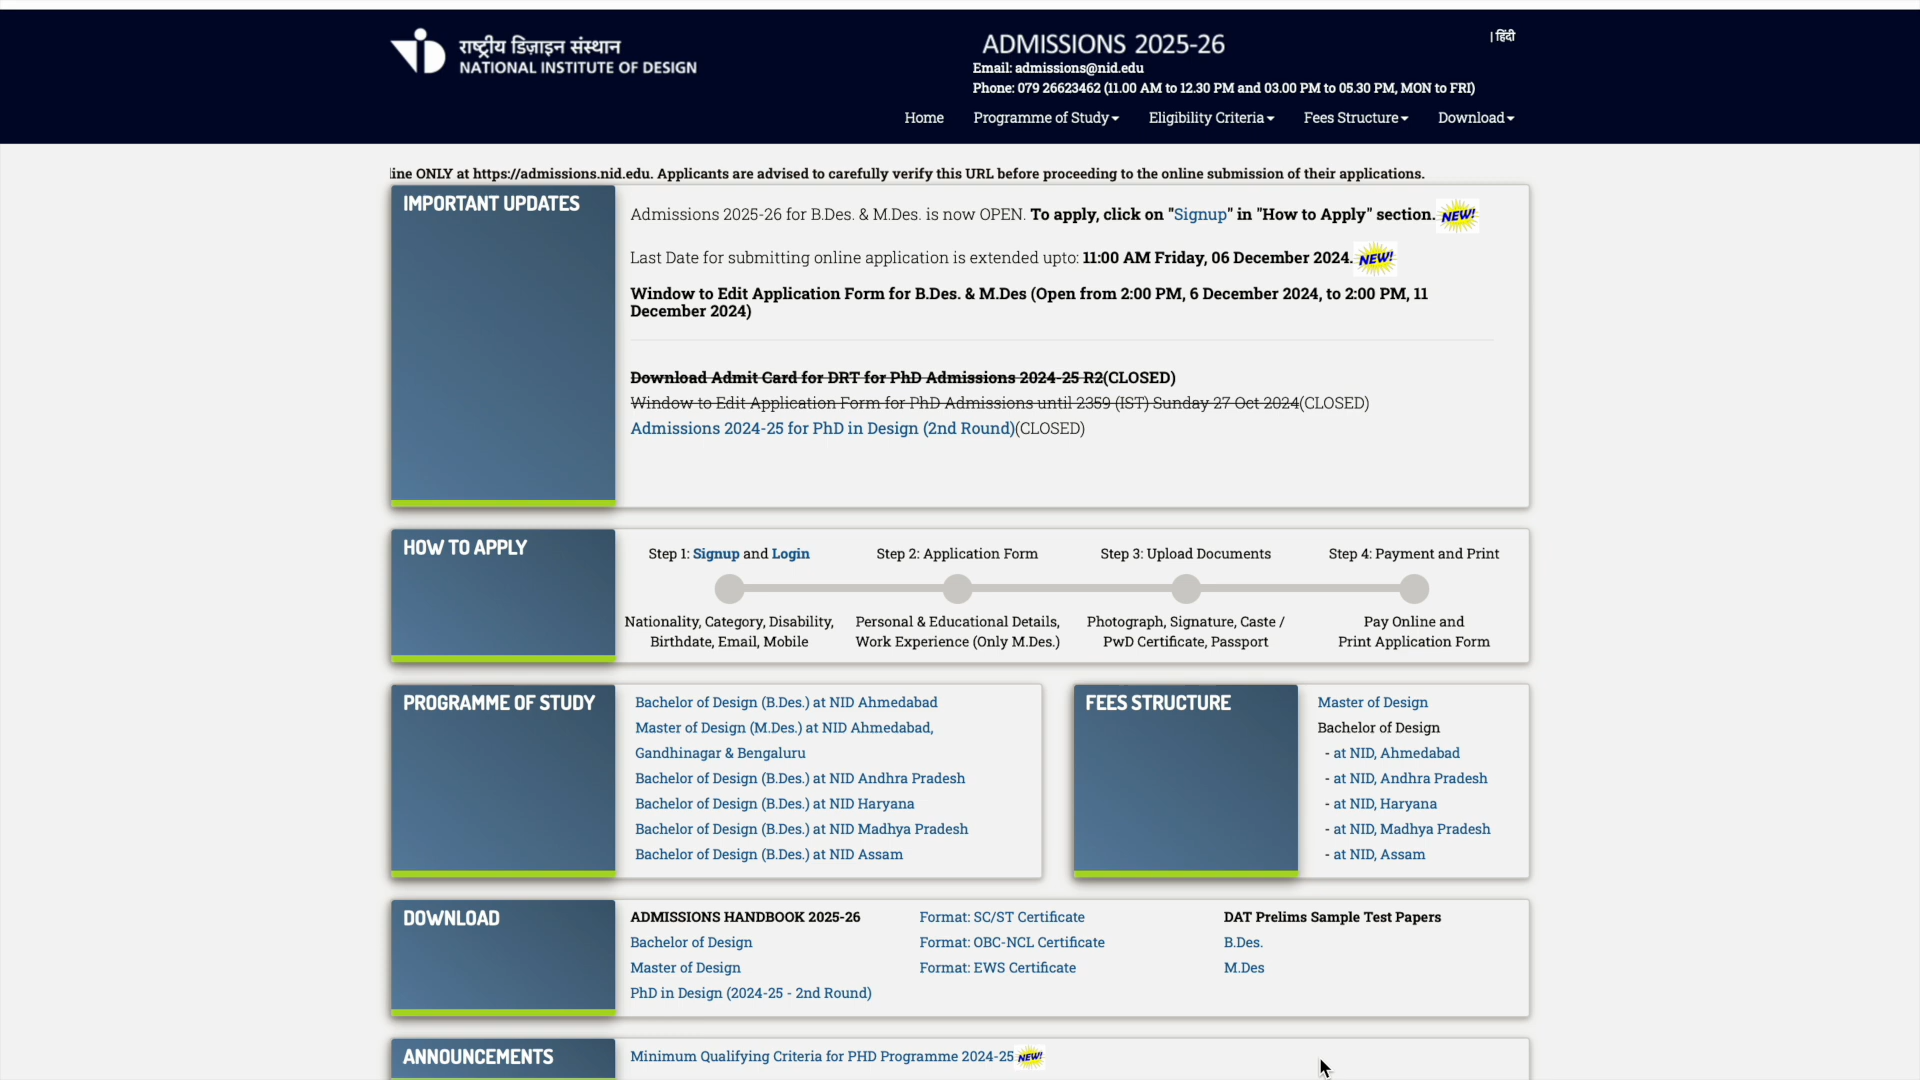 राष्ट्रीय डिज़ाइन संस्थान
NATIONAL INSTITUTE OF DESIGN
ADMISSIONS 2025-26
| हिंदी
Email: admissions@nid.edu
Phone: 079 26623462 (11.00 AM to 12.30 PM and 03.00 PM to 05.30 PM, MON to FRI)
Home Programme of Study Eligibility Criteria Fees Structure Download
ine ONLY at https://admissions.nid.edu. Applicants are advised to carefully verify this URL before proceeding to the online submission of their applications.
IMPORTANT UPDATES
Admissions 2025-26 for B.Des. & M.Des. is now OPEN. To apply, click on "Signup" in "How to Apply" section. NEW!
Last Date for submitting online application is extended upto: 11:00 AM Friday, 06 December 2024. NEW!
Window to Edit Application Form for B.Des. & M.Des (Open from 2:00 PM, 6 December 2024, to 2:00 PM, 11
December 2024)
Download Admit Card for DRT for PhD Admissions 2024-25 R2(CLOSED)
Window to Edit Application Form for PhD Admissions until 2359 (IST) Sunday 27 Oct 2024(CLOSED)
Admissions 2024-25 for PhD in Design (2nd Round)(CLOSED)
HOW TO APPLY
Step 1: Signup and Login
Nationality, Category, Disability,
Birthdate, Email, Mobile
Step 2: Application Form
Personal & Educational Details,
Work Experience (Only M.Des.)
Step 3: Upload Documents
Photograph, Signature, Caste /
PwD Certificate, Passport
Step 4: Payment and Print
Pay Online and
Print Application Form
PROGRAMME OF STUDY
Bachelor of Design (B.Des.) at NID Ahmedabad
Master of Design (M.Des.) at NID Ahmedabad,
Gandhinagar & Bengaluru
Bachelor of Design (B.Des.) at NID Andhra Pradesh
Bachelor of Design (B.Des.) at NID Haryana
Bachelor of Design (B.Des.) at NID Madhya Pradesh
Bachelor of Design (B.Des.) at NID Assam
FEES STRUCTURE
Master of Design
Bachelor of Design
- at NID, Ahmedabad
- at NID, Andhra Pradesh
- at NID, Haryana
- at NID, Madhya Pradesh
- at NID, Assam
DOWNLOAD
ADMISSIONS HANDBOOK 2025-26
Bachelor of Design
Master of Design
PhD in Design (2024-25 - 2nd Round)
Format: SC/ST Certificate
Format: OBC-NCL Certificate
Format: EWS Certificate
DAT Prelims Sample Test Papers
B.Des.
M.Des
ANNOUNCEMENTS
Minimum Qualifying Criteria for PHD Programme 2024-25 NEW!